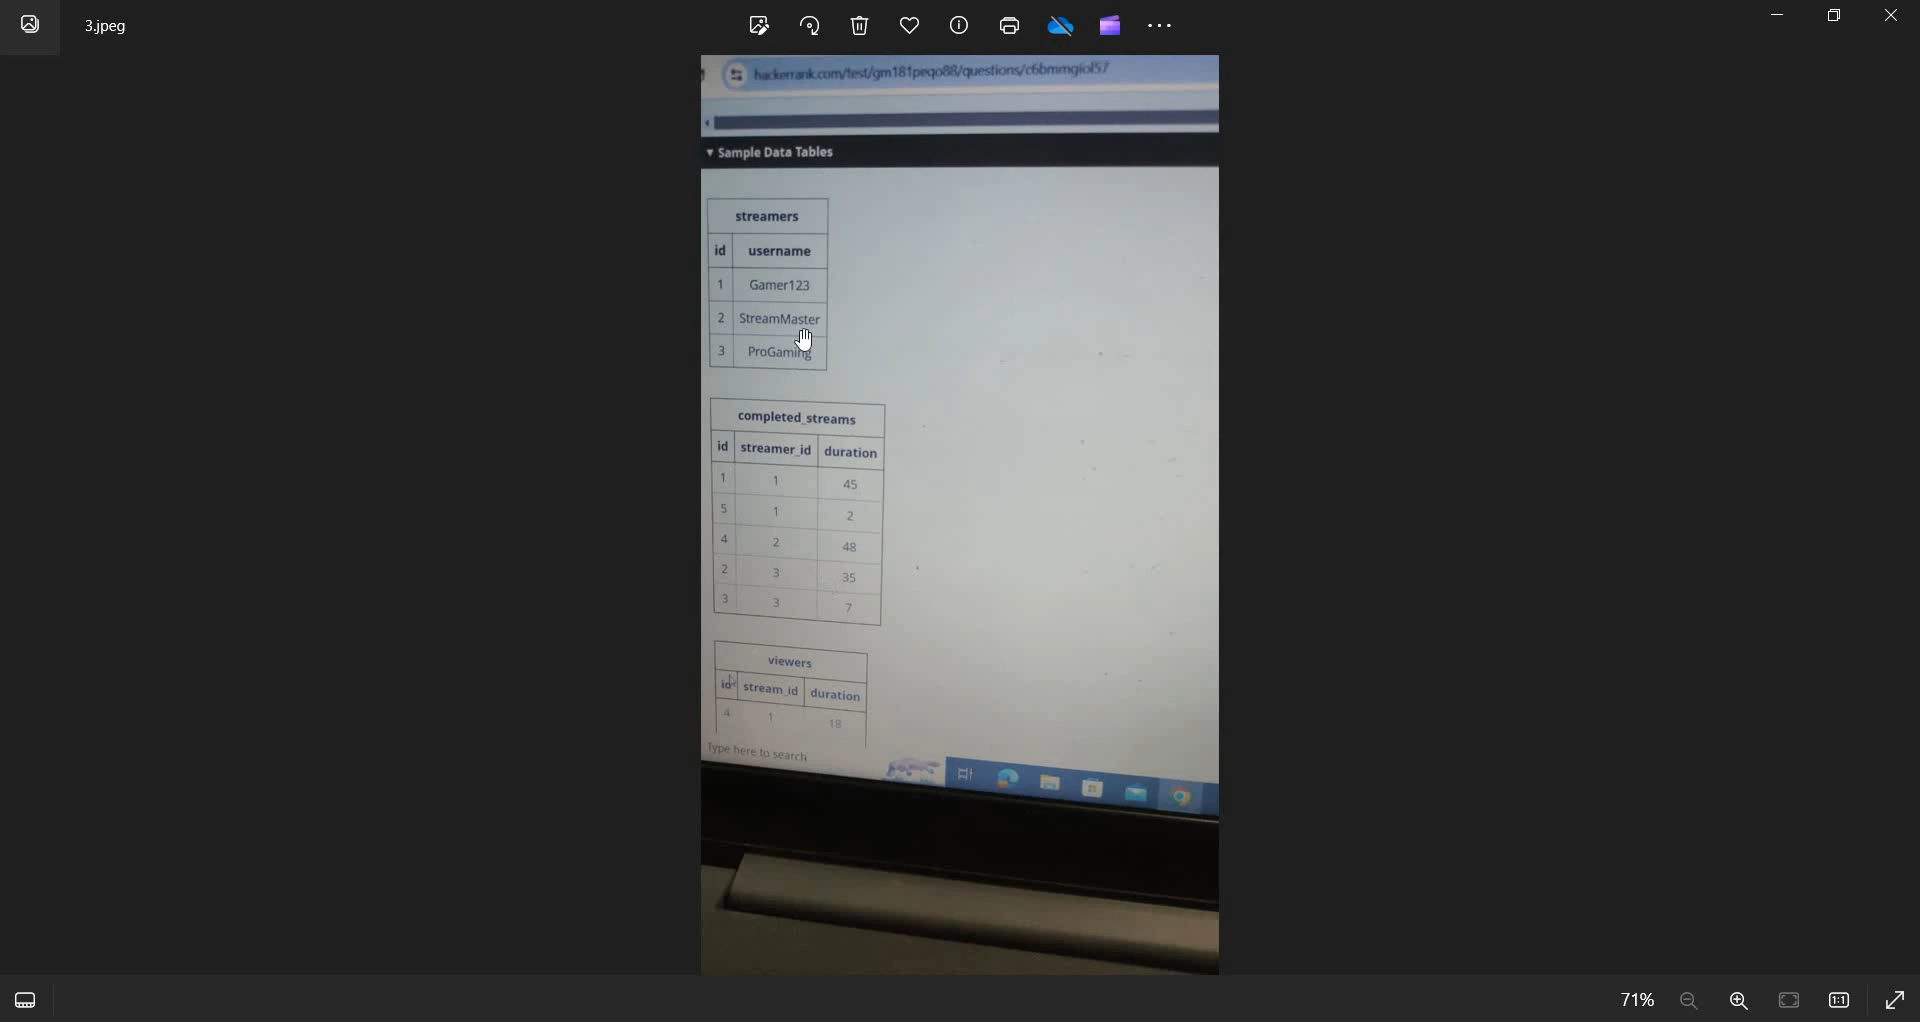 3.jpeg
hackerrank.com/test/gm181peqo88/questions/c6bmmgiol57
Sample Data Tables
streamers
id username
1 Gamer123
2 StreamMaster
3 ProGaming
completed_streams
id streamer_id duration
1 1 45
5 1 2
4 2 48
2 3 35
3 3 7
viewers
id stream_id duration
4 1 18
Type here to search
71%
1:1